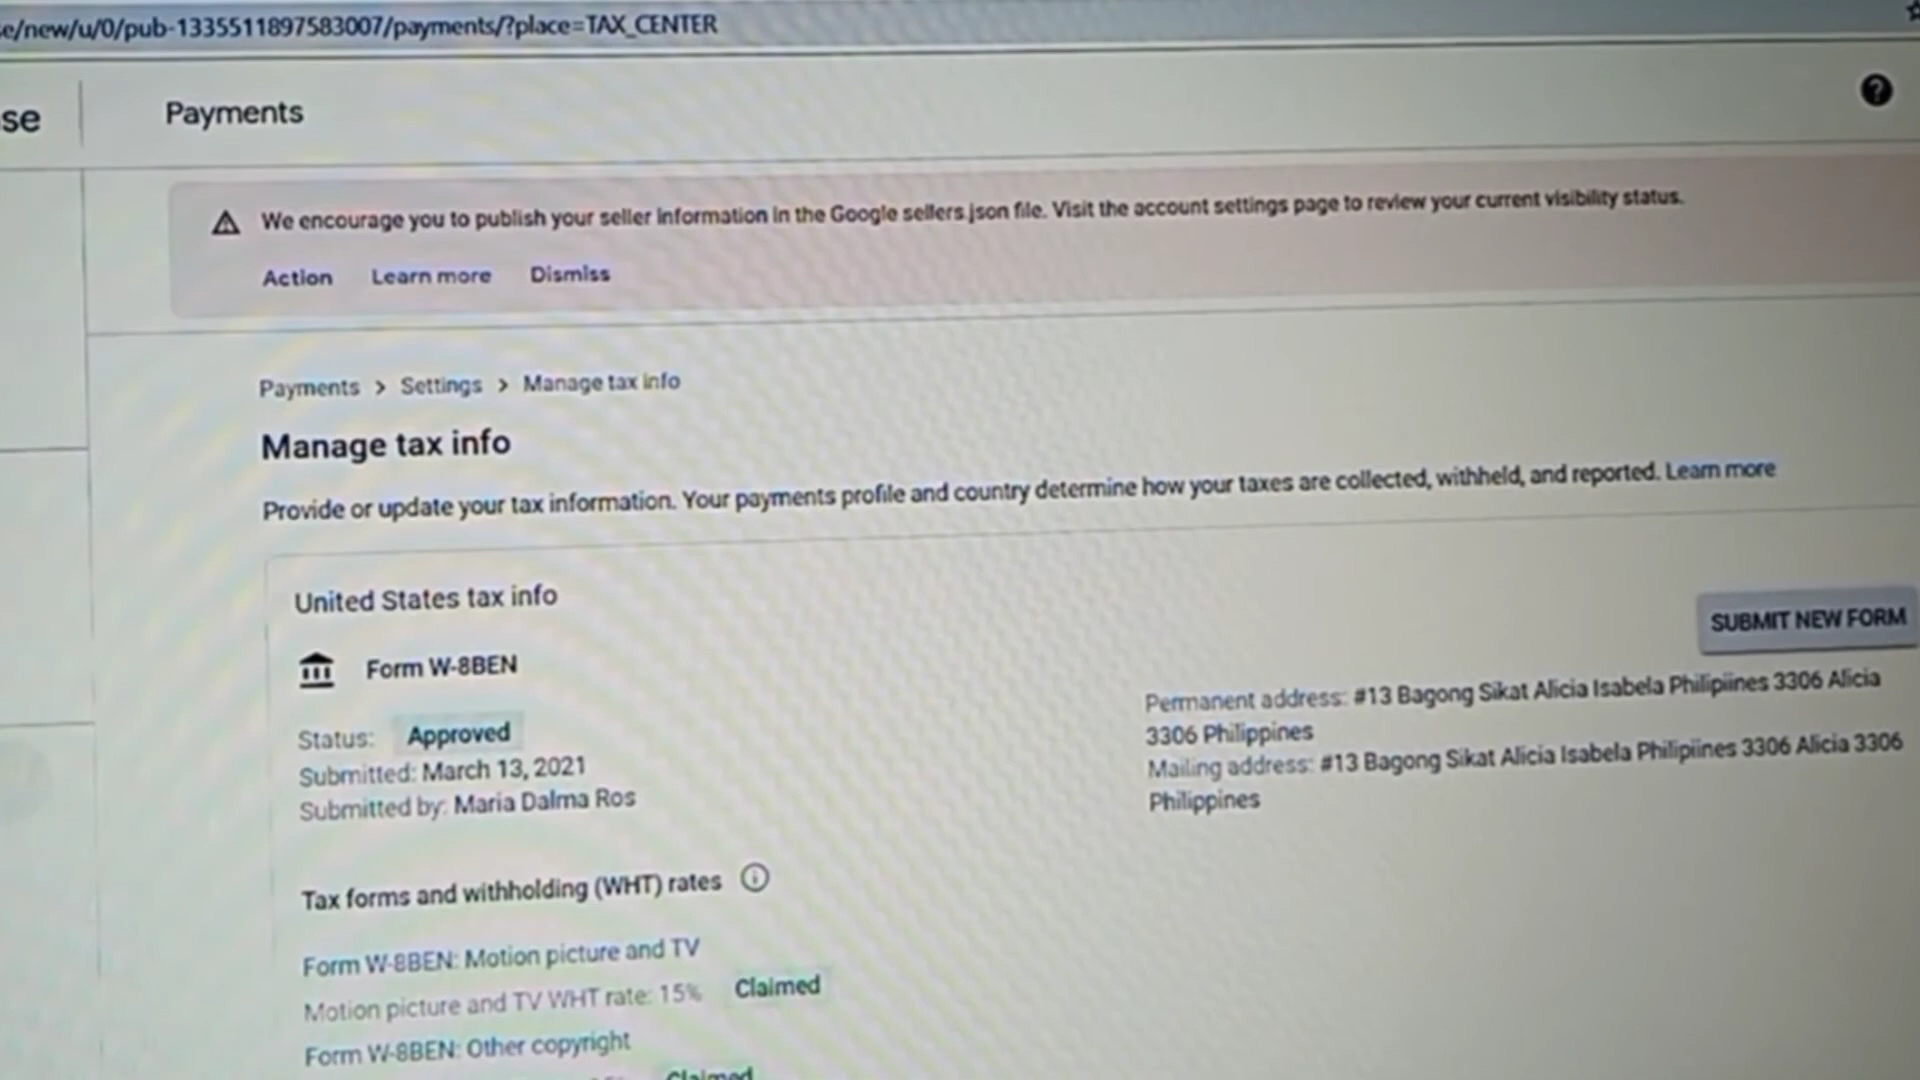 e/new/u/0/pub-1335511897583007/payments/?place=TAX_CENTER
se
Payments
We encourage you to publish your seller information in the Google sellers.json file. Visit the account settings page to review your current visibility status.
Action Learn more Dismiss
Payments > Settings > Manage tax info
Manage tax info
Provide or update your tax information. Your payments profile and country determine how your taxes are collected, withheld, and reported. Learn more
United States tax info
SUBMIT NEW FORM
Form W-8BEN
Status: Approved
Submitted: March 13, 2021
Submitted by: Maria Dalma Ros
Permanent address: #13 Bagong Sikat Alicia Isabela Philipiines 3306 Alicia
3306 Philippines
Mailing address: #13 Bagong Sikat Alicia Isabela Philipiines 3306 Alicia 3306
Philippines
Tax forms and withholding (WHT) rates
Form W-8BEN: Motion picture and TV
Motion picture and TV WHT rate: 15% Claimed
Form W-8BEN: Other copyright
Claimed